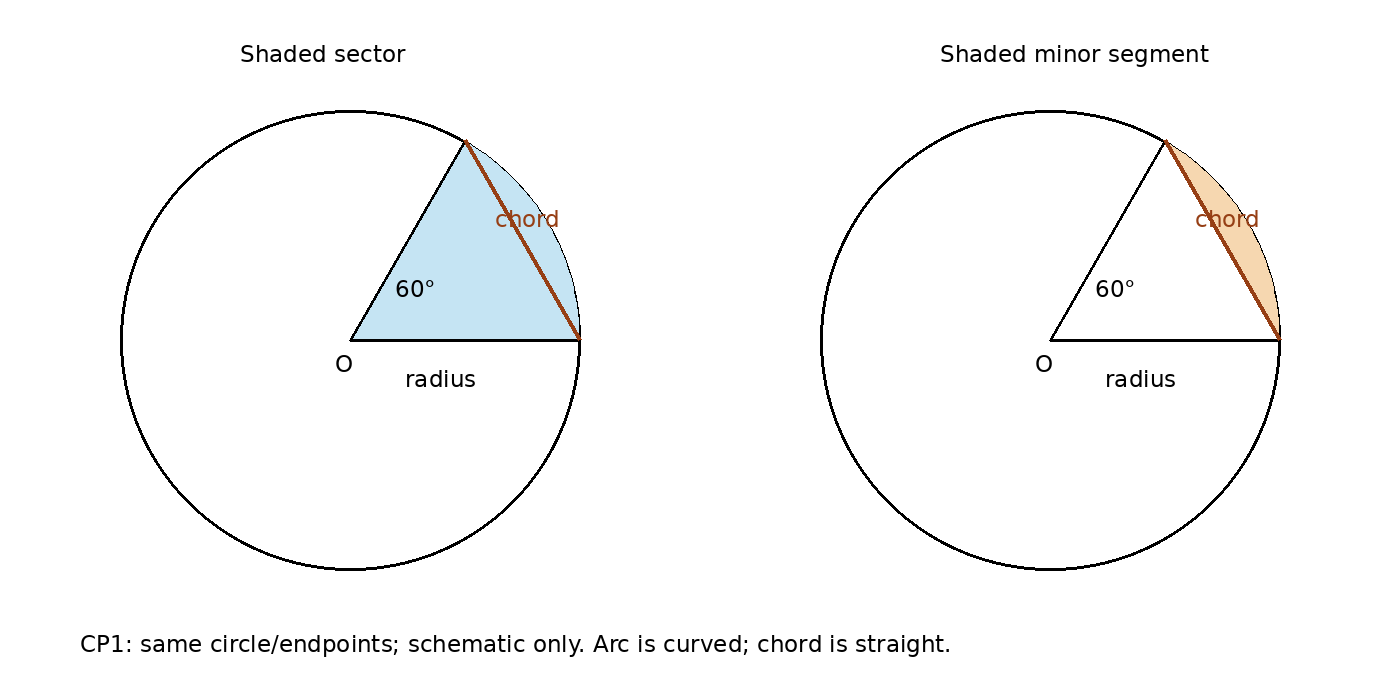 Shaded sector
Shaded minor segment
chord
chord
60°
60°
O
O
radius
radius
CP1: same circle/endpoints; schematic only. Arc is curved; chord is straight.